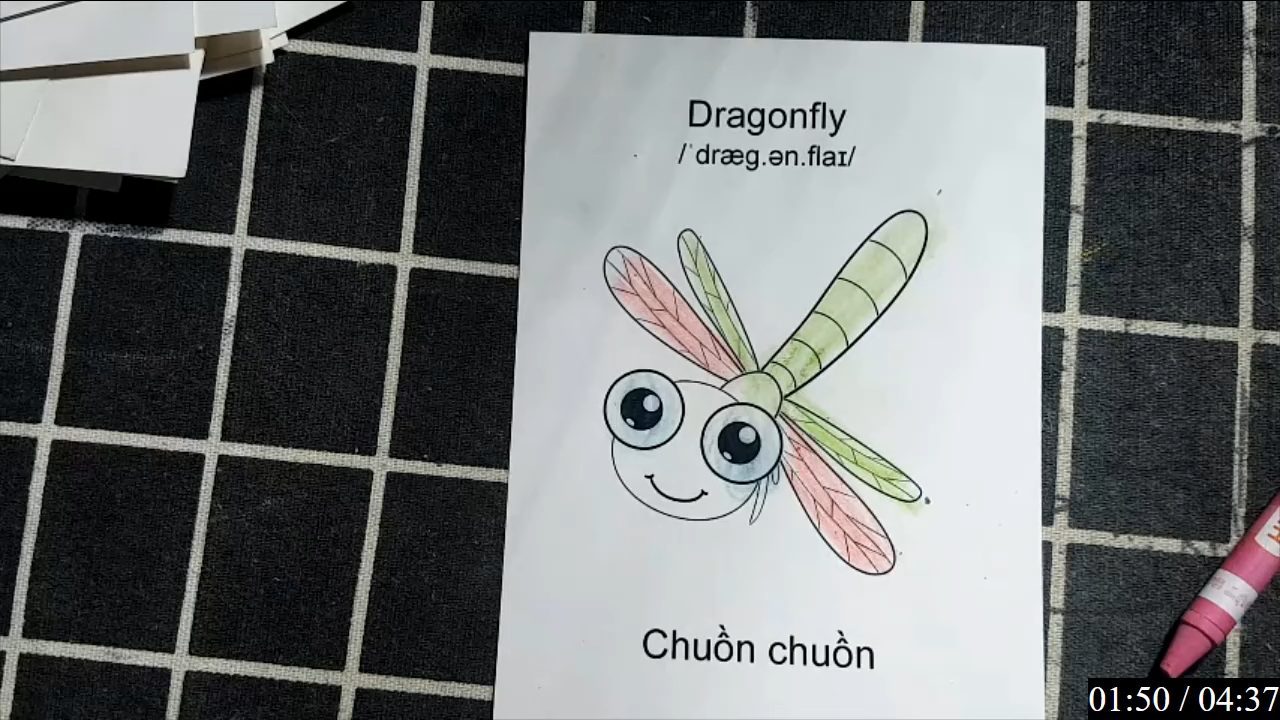 Dragonfly
/ˈdræg.ən.flaɪ/
Chuồn chuồn
01:50 / 04:37